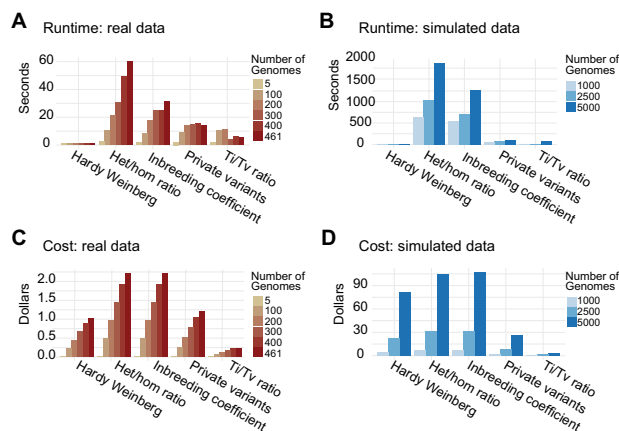 A Runtime: real data
Seconds
60
40
20
0
Hardy Weinberg
Het/hom ratio
Inbreeding coefficient
Private variants
Ti/Tv ratio
Number of
Genomes
5
100
200
300
400
461
B Runtime: simulated data
Seconds
2000
1500
1000
500
0
Hardy Weinberg
Het/hom ratio
Inbreeding coefficient
Private variants
Ti/Tv ratio
Number of
Genomes
1000
2500
5000
C Cost: real data
Dollars
2.0
1.5
1.0
0.5
0.0
Hardy Weinberg
Het/hom ratio
Inbreeding coefficient
Private variants
Ti/Tv ratio
Number of
Genomes
5
100
200
300
400
461
D Cost: simulated data
Dollars
90
60
30
0
Hardy Weinberg
Het/hom ratio
Inbreeding coefficient
Private variants
Ti/Tv ratio
Number of
Genomes
1000
2500
5000